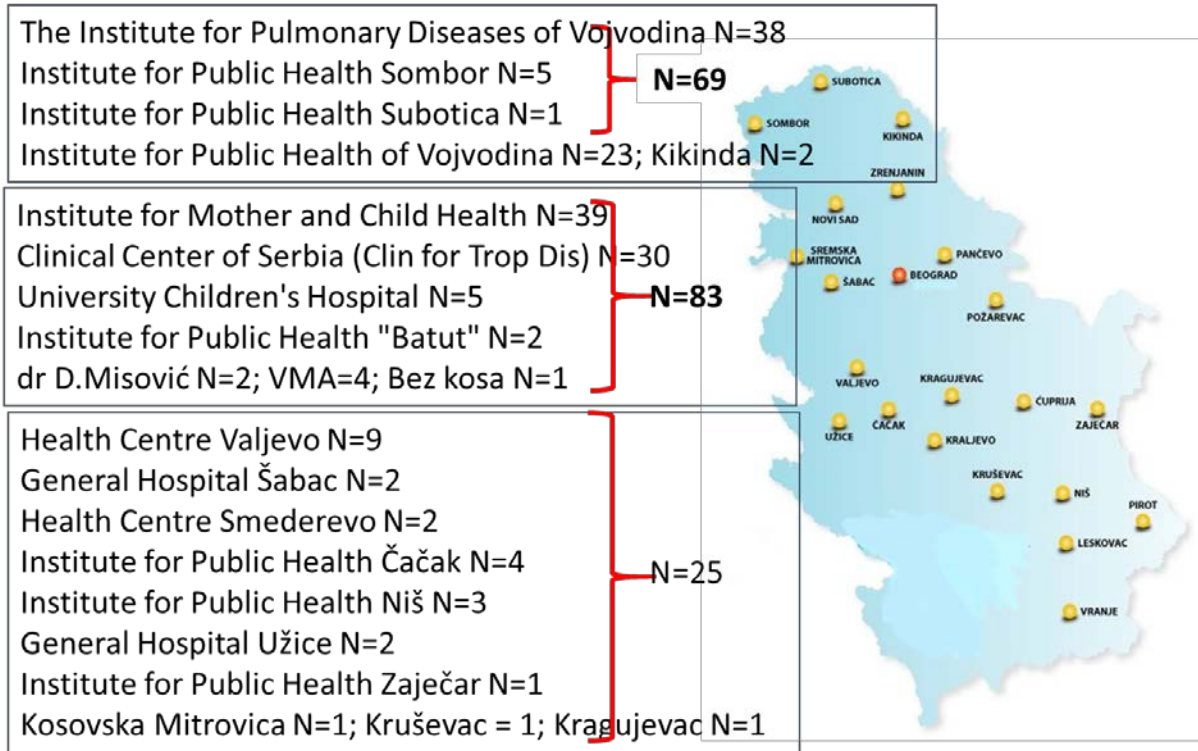 The Institute for Pulmonary Diseases of Vojvodina N=38
Institute for Public Health Sombor N=5
Institute for Public Health Subotica N=1
Institute for Public Health of Vojvodina N=23; Kikinda N=2
N=69
Institute for Mother and Child Health N=39
Clinical Center of Serbia (Clin for Trop Dis) N=30
University Children's Hospital N=5
Institute for Public Health "Batut" N=2
dr D.Misović N=2; VMA=4; Bez kosa N=1
N=83
Health Centre Valjevo N=9
General Hospital Šabac N=2
Health Centre Smederevo N=2
Institute for Public Health Čačak N=4
Institute for Public Health Niš N=3
General Hospital Užice N=2
Institute for Public Health Zaječar N=1
Kosovska Mitrovica N=1; Kruševac = 1; Kragujevac N=1
N=25
SUBOTICA
SOMBOR
KIKINDA
ZRENJANIN
NOVI SAD
SREMSKA
MITROVICA
PANČEVO
BEOGRAD
ŠABAC
POŽAREVAC
VALJEVO
KRAGUJEVAC
ĆUPRIJA
ZAJEČAR
UŽICE
ČAČAK
KRALJEVO
KRUŠEVAC
NIŠ
PIROT
LESKOVAC
VRANJE